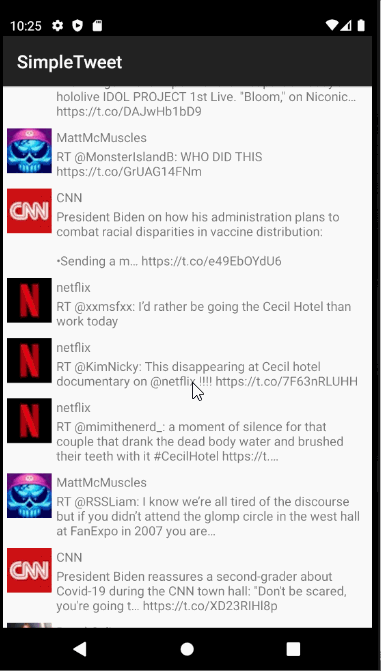 10:25
SimpleTweet
hololive IDOL PROJECT 1st Live. "Bloom," on Niconic...
https://t.co/DAJwHb1bD9
MattMcMuscles
RT @MonsterIslandB: WHO DID THIS
https://t.co/GrUAG14FNm
CNN
CNN
President Biden on how his administration plans to
combat racial disparities in vaccine distribution:
•Sending a m... https://t.co/e49EbOYdU6
N
netflix
RT @xxmsfxx: I'd rather be going the Cecil Hotel than
work today
N
netflix
RT @KimNicky: This disappearing at Cecil hotel
documentary on @netflix !!!! https://t.co/7F63nRLUHH
N
netflix
RT @mimithenerd_: a moment of silence for that
couple that drank the dead body water and brushed
their teeth with it #CecilHotel https://t....
MattMcMuscles
RT @RSSLiam: I know we're all tired of the discourse
but if you didn't attend the glomp circle in the west hall
at FanExpo in 2007 you are...
CNN
CNN
President Biden reassures a second-grader about
Covid-19 during the CNN town hall: "Don't be scared,
you're going t... https://t.co/XD23RIHl8p